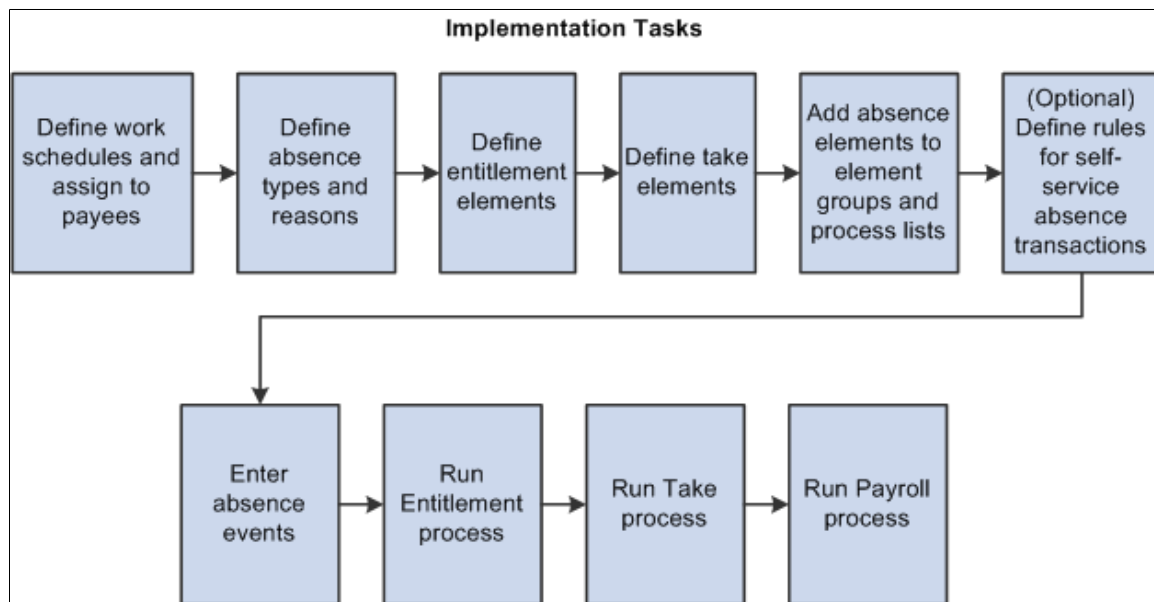 Implementation Tasks
Define work
schedules and
assign to
payees
Define
absence
types and
reasons
Define
entitlement
elements
Define take
elements
Add absence
elements to
element
groups and
process lists
(Optional)
Define rules
for self-
service
absence
transactions
Enter
absence
events
Run
Entitlement
process
Run Take
process
Run Payroll
process